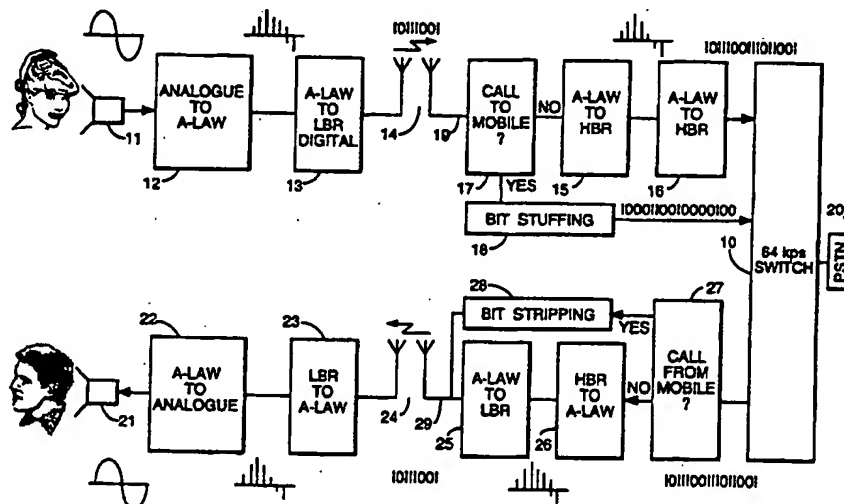 10111001
10111001111011001
ANALOGUE
TO
A-LAW
A-LAW
TO
LBR
DIGITAL
CALL
TO
MOBILE
?
NO
A-LAW
TO
HBR
A-LAW
TO
HBR
11
12
13
14
19
17
YES
15
16
BIT STUFFING
1000110010000100
18
20
10
64 kps
SWITCH
PSTN
28
27
22
23
BIT STRIPPING
YES
A-LAW
TO
ANALOGUE
LBR
TO
A-LAW
A-LAW
TO
LBR
HBR
TO
A-LAW
NO
CALL
FROM
MOBILE
?
21
24
29
25
26
10111001
10111001111011001